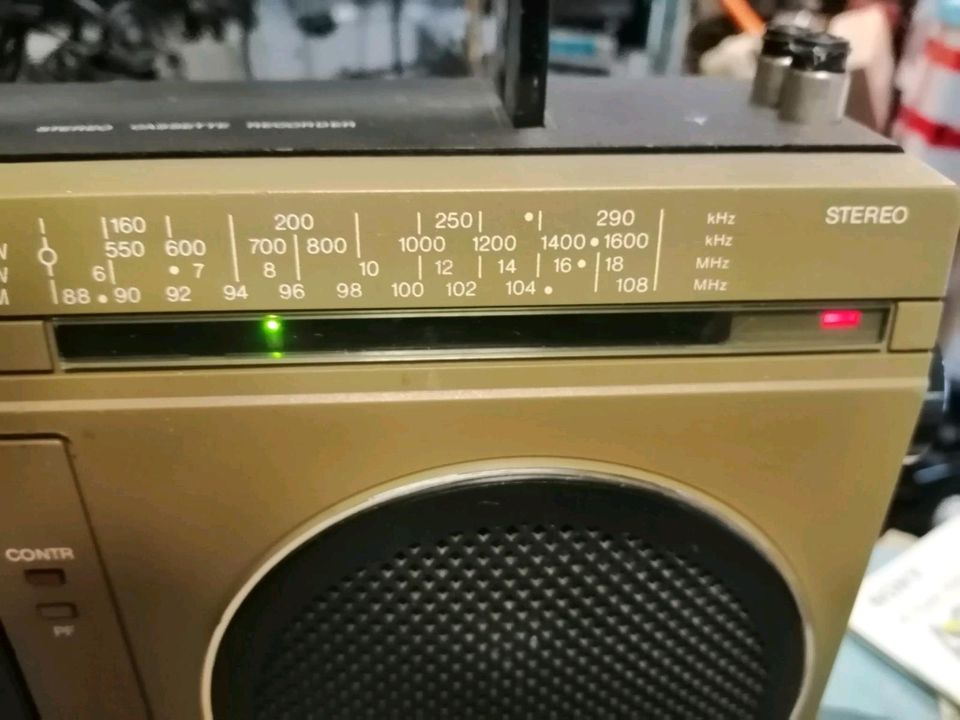 STEREO CASSETTE RECORDER
160 200 250 290 kHz STEREO
550 600 700 800 1000 1200 1400 1600 kHz
6 7 8 10 12 14 16 18 MHz
88 90 92 94 96 98 100 102 104 108 MHz
CONTR
PF